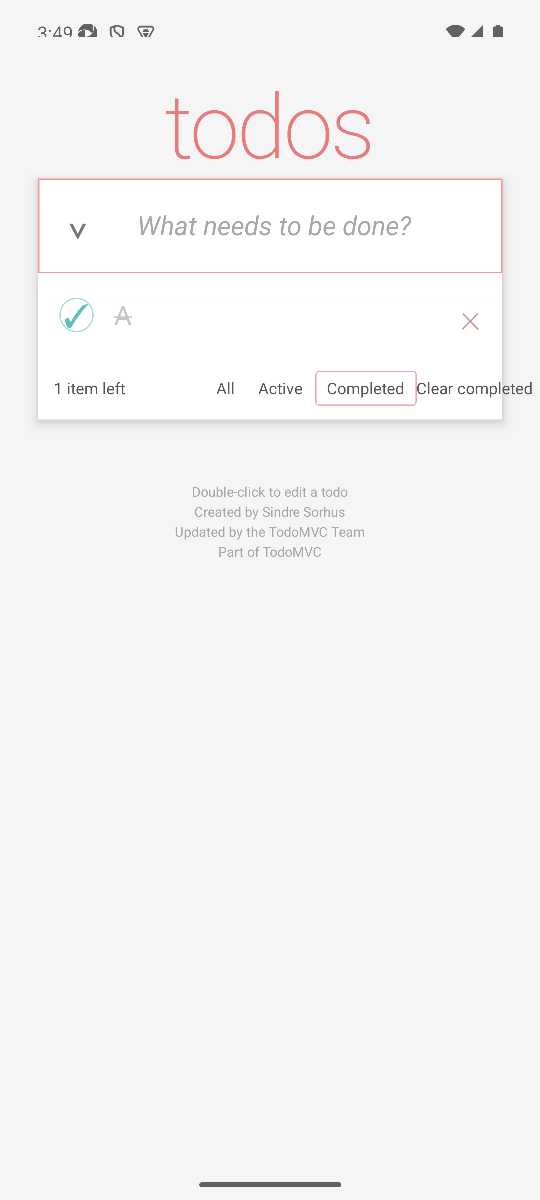 3:49
todos
What needs to be done?
A
1 item left All Active Completed Clear completed
Double-click to edit a todo
Created by Sindre Sorhus
Updated by the TodoMVC Team
Part of TodoMVC